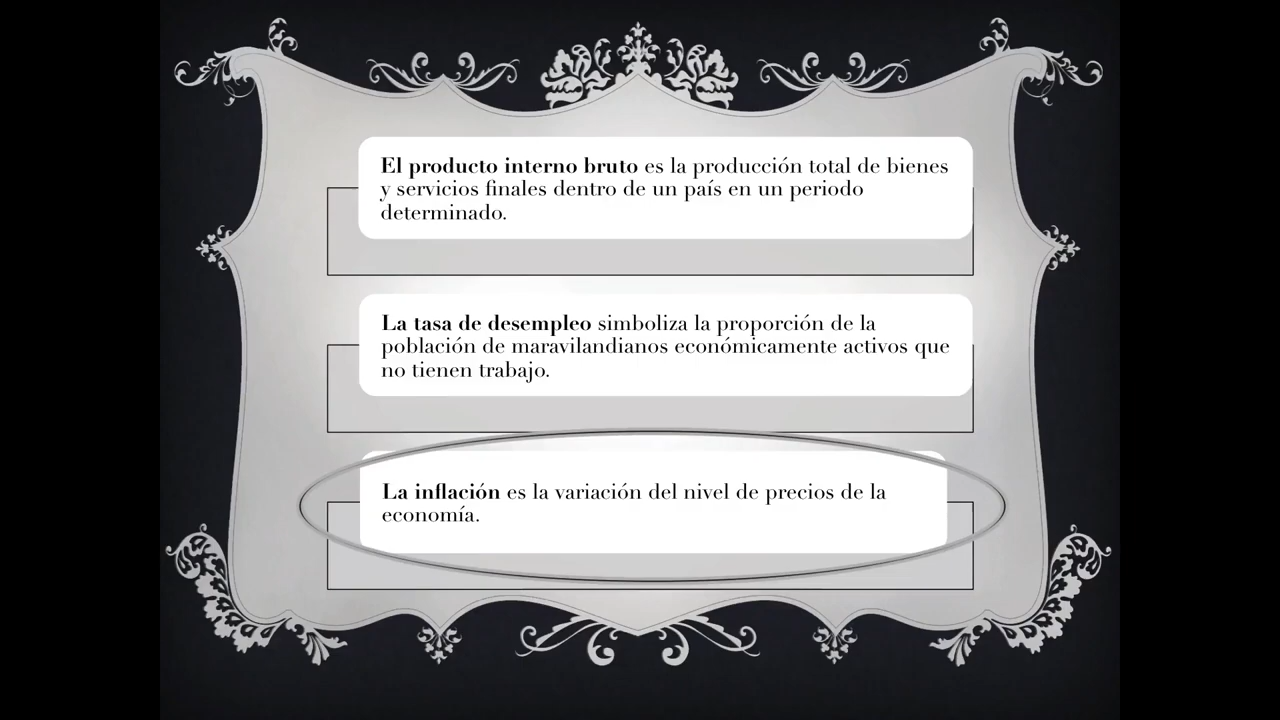 El producto interno bruto es la producción total de bienes
y servicios finales dentro de un país en un periodo
determinado.
La tasa de desempleo simboliza la proporción de la
población de maravilandianos económicamente activos que
no tienen trabajo.
La inflación es la variación del nivel de precios de la
economía.